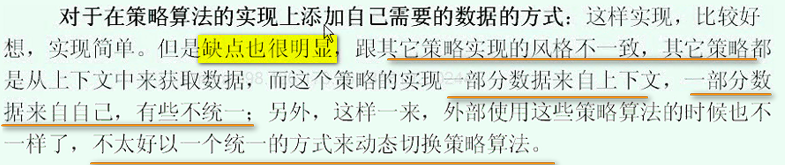 对于在策略算法的实现上添加自己需要的数据的方式：这样实现，比较好
想，实现简单。但是缺点也很明显，跟其它策略实现的风格不一致，其它策略都
是从上下文中来获取数据，而这个策略的实现一部分数据来自上下文，一部分数
据来自自己，有些不统一；另外，这样一来，外部使用这些策略算法的时候也不
一样了，不太好以一个统一的方式来动态切换策略算法。